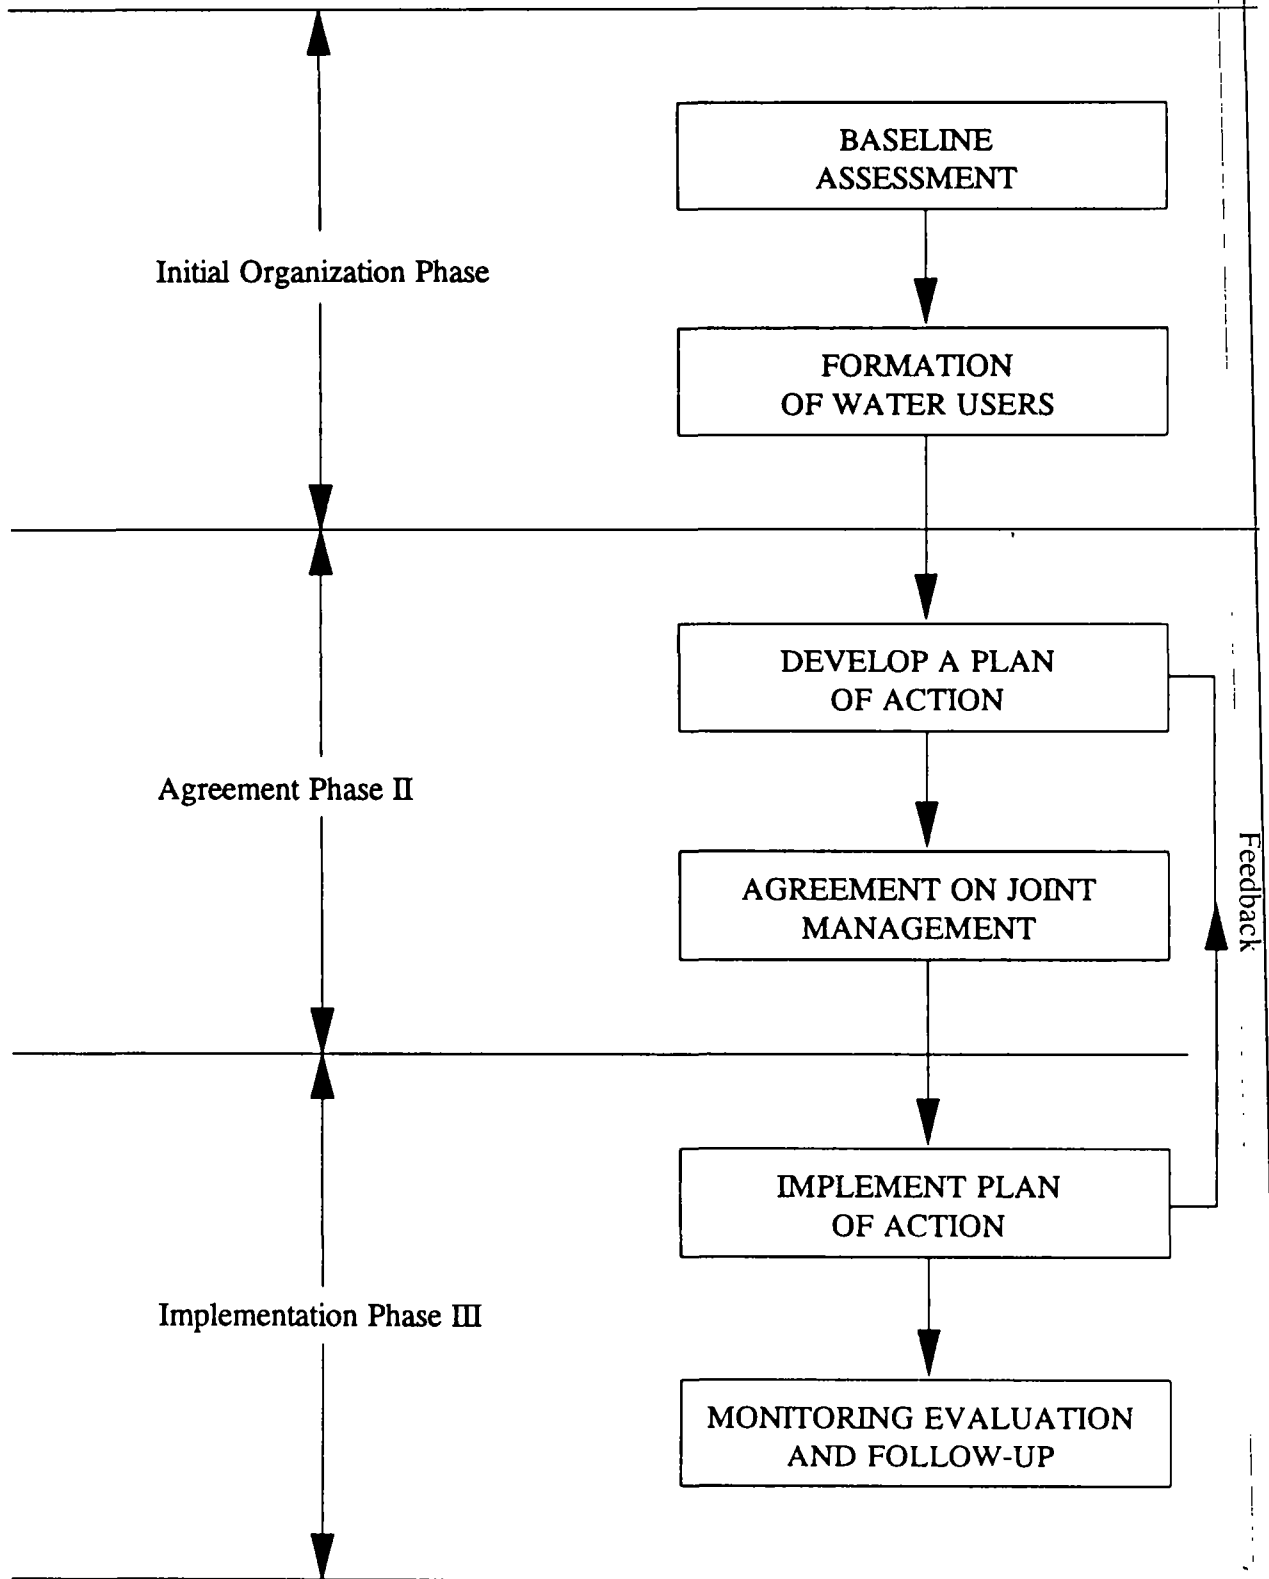 BASELINE
ASSESSMENT
Initial Organization Phase
FORMATION
OF WATER USERS
DEVELOP A PLAN
OF ACTION
Agreement Phase II
AGREEMENT ON JOINT
MANAGEMENT
Feedback
IMPLEMENT PLAN
OF ACTION
Implementation Phase III
MONITORING EVALUATION
AND FOLLOW-UP